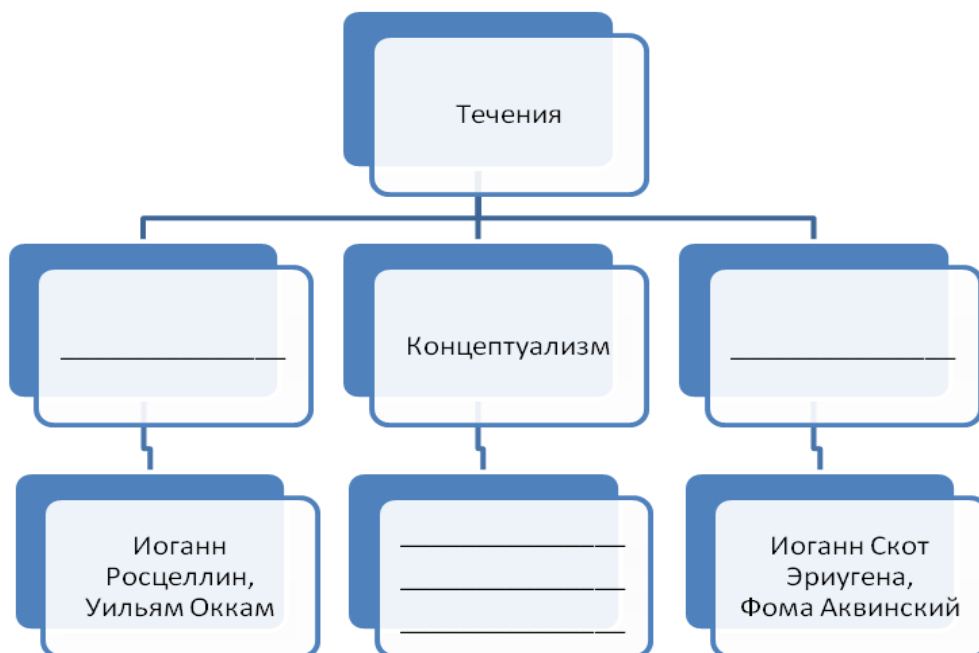 Течения
Концептуализм
Иоганн
Росцеллин,
Уильям Оккам
Иоганн Скот
Эриугена,
Фома Аквинский